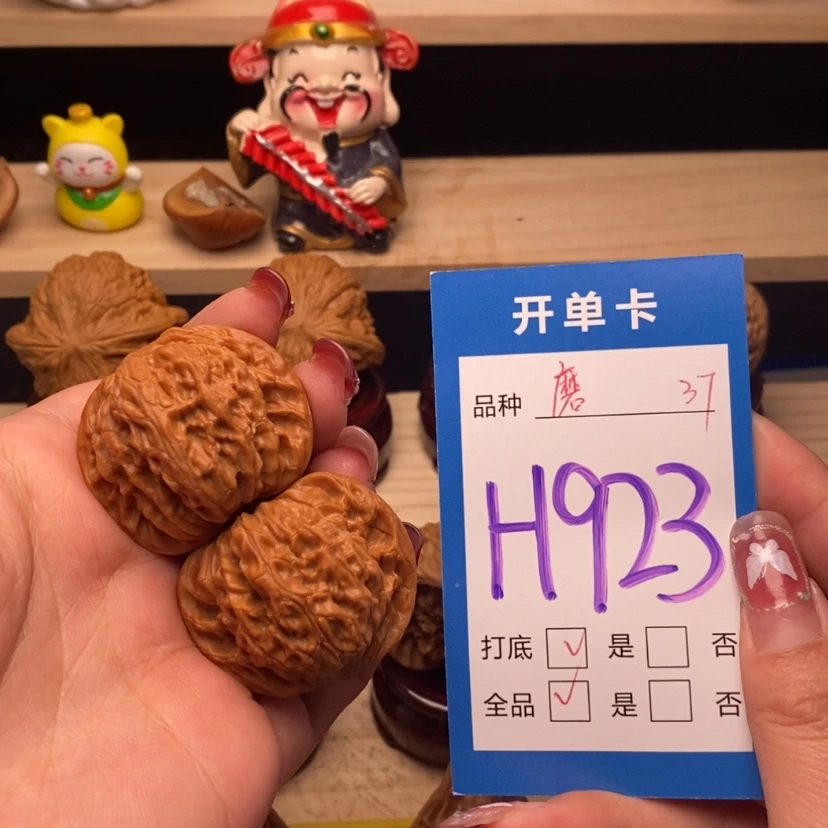 开单卡
品种 磨 37
H923
打底 ✓ 是 否
全品 ✓ 是 否